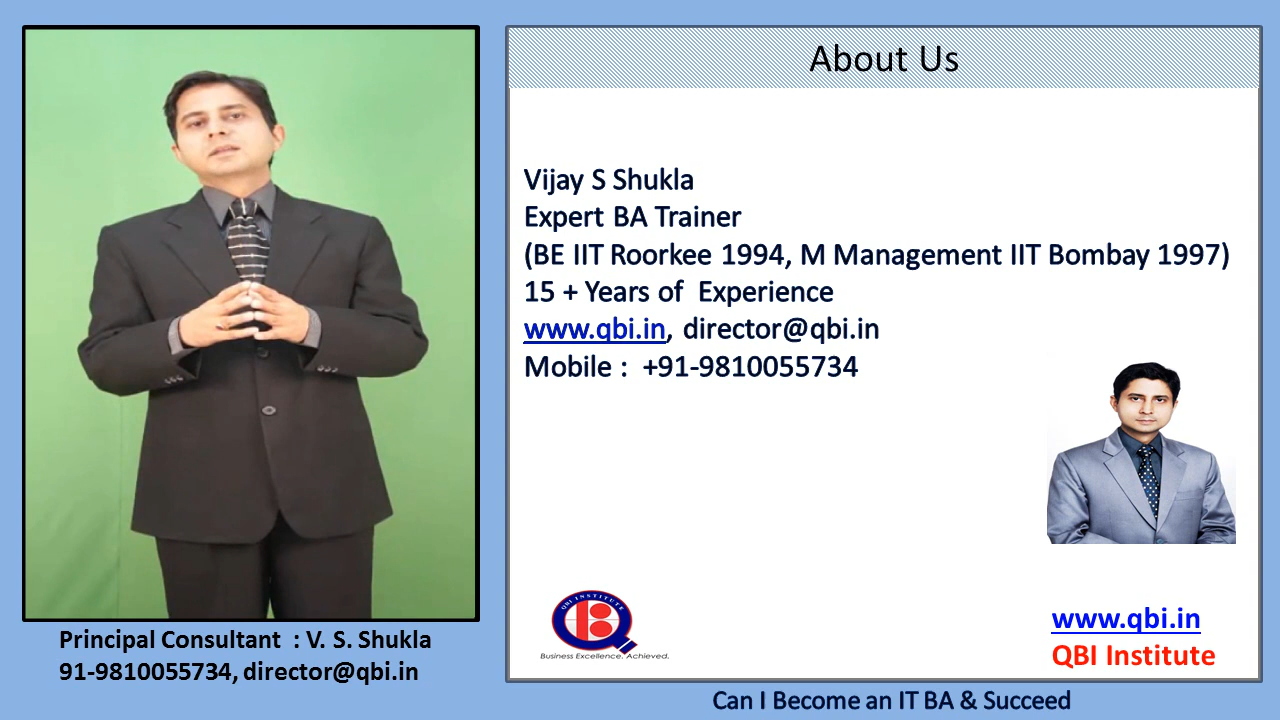 About Us
Vijay S Shukla
Expert BA Trainer
(BE IIT Roorkee 1994, M Management IIT Bombay 1997)
15 + Years of Experience
www.qbi.in, director@qbi.in
Mobile : +91-9810055734
QBI INSTITUTE
Business Excellence. Achieved.
www.qbi.in
QBI Institute
Principal Consultant : V. S. Shukla
91-9810055734, director@qbi.in
Can I Become an IT BA & Succeed